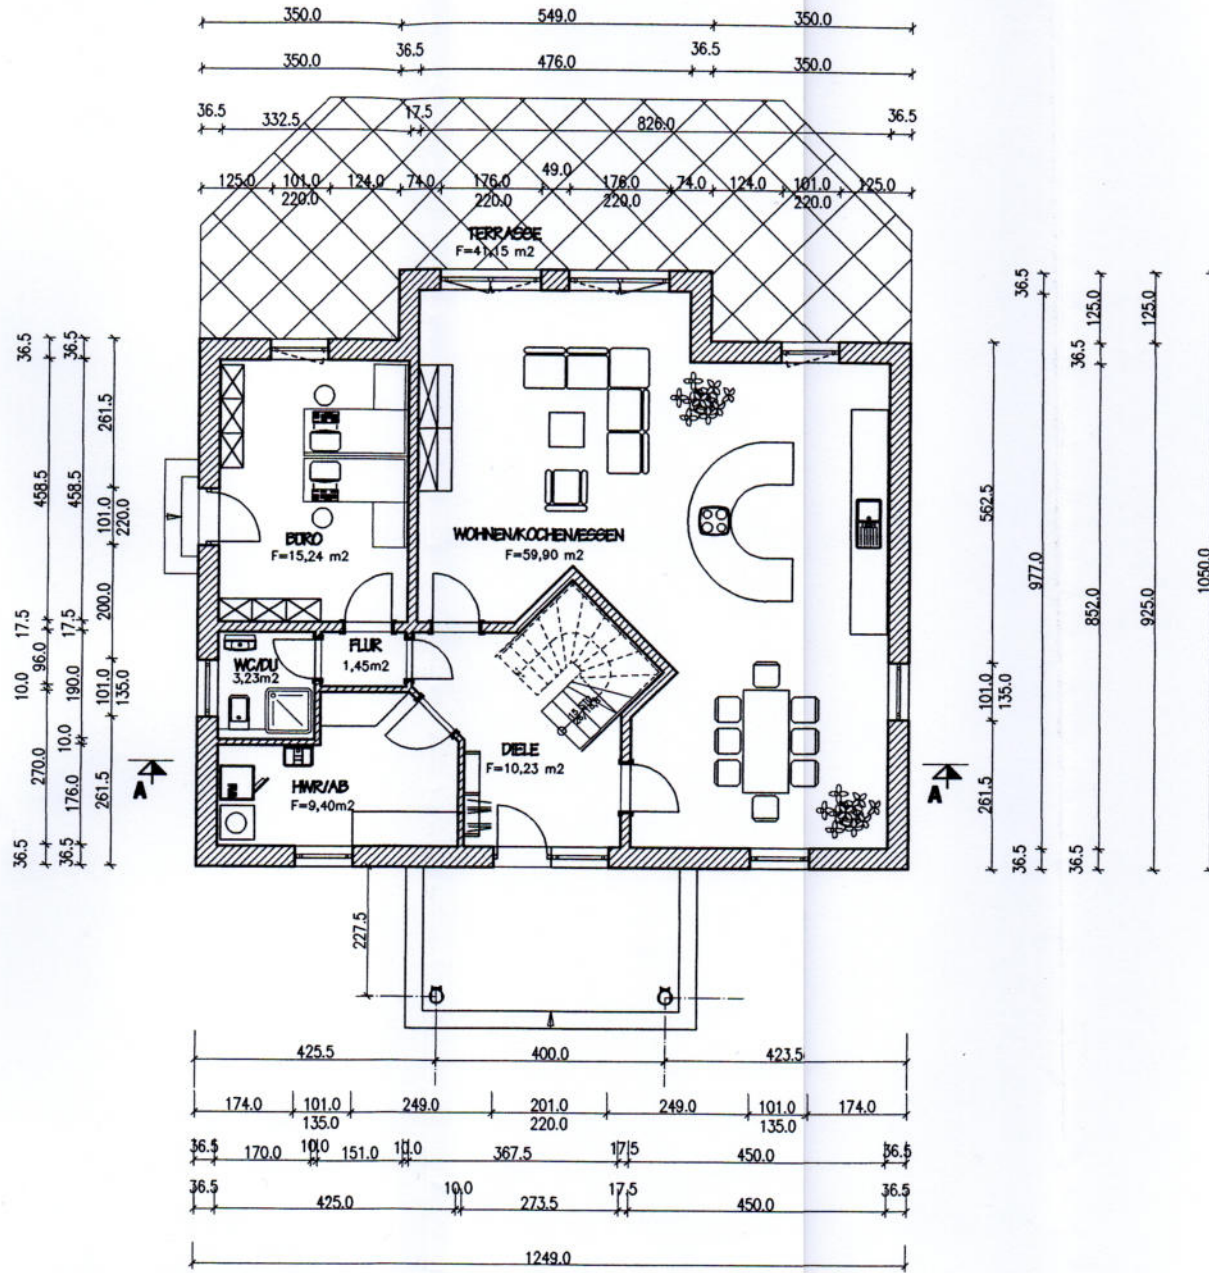 350.0 549.0 350.0
36.5 36.5
350.0 476.0 350.0
36.5 332.5 17.5 826.0 36.5
49.0
125.0 101.0 124.0 74.0 176.0 176.0 74.0 124.0 101.0 125.0
220.0 220.0 220.0 220.0
TERRASSE
F=41,15 m2
36.5 458.5 17.5 96.0 10.0 270.0 36.5
36.5 458.5 17.5 190.0 10.0 176.0 36.5
261.5 101.0 220.0 200.0 101.0 135.0 261.5
BÜRO
F=15,24 m2
WOHNEN/KOCHEN/ESSEN
F=59,90 m2
FLUR
1,45m2
WC/DU
3,23m2
DIELE
F=10,23 m2
HWR/AB
F=9,40m2
A
A
562.5 101.0 135.0 261.5
36.5 977.0 36.5
125.0 36.5 852.0 36.5
125.0 925.0
1050.0
227.5
425.5 400.0 423.5
174.0 101.0 249.0 201.0 249.0 101.0 174.0
135.0 220.0 135.0
36.5 170.0 10.0 151.0 10.0 367.5 17.5 450.0 36.5
36.5 425.0 10.0 273.5 17.5 450.0 36.5
1249.0